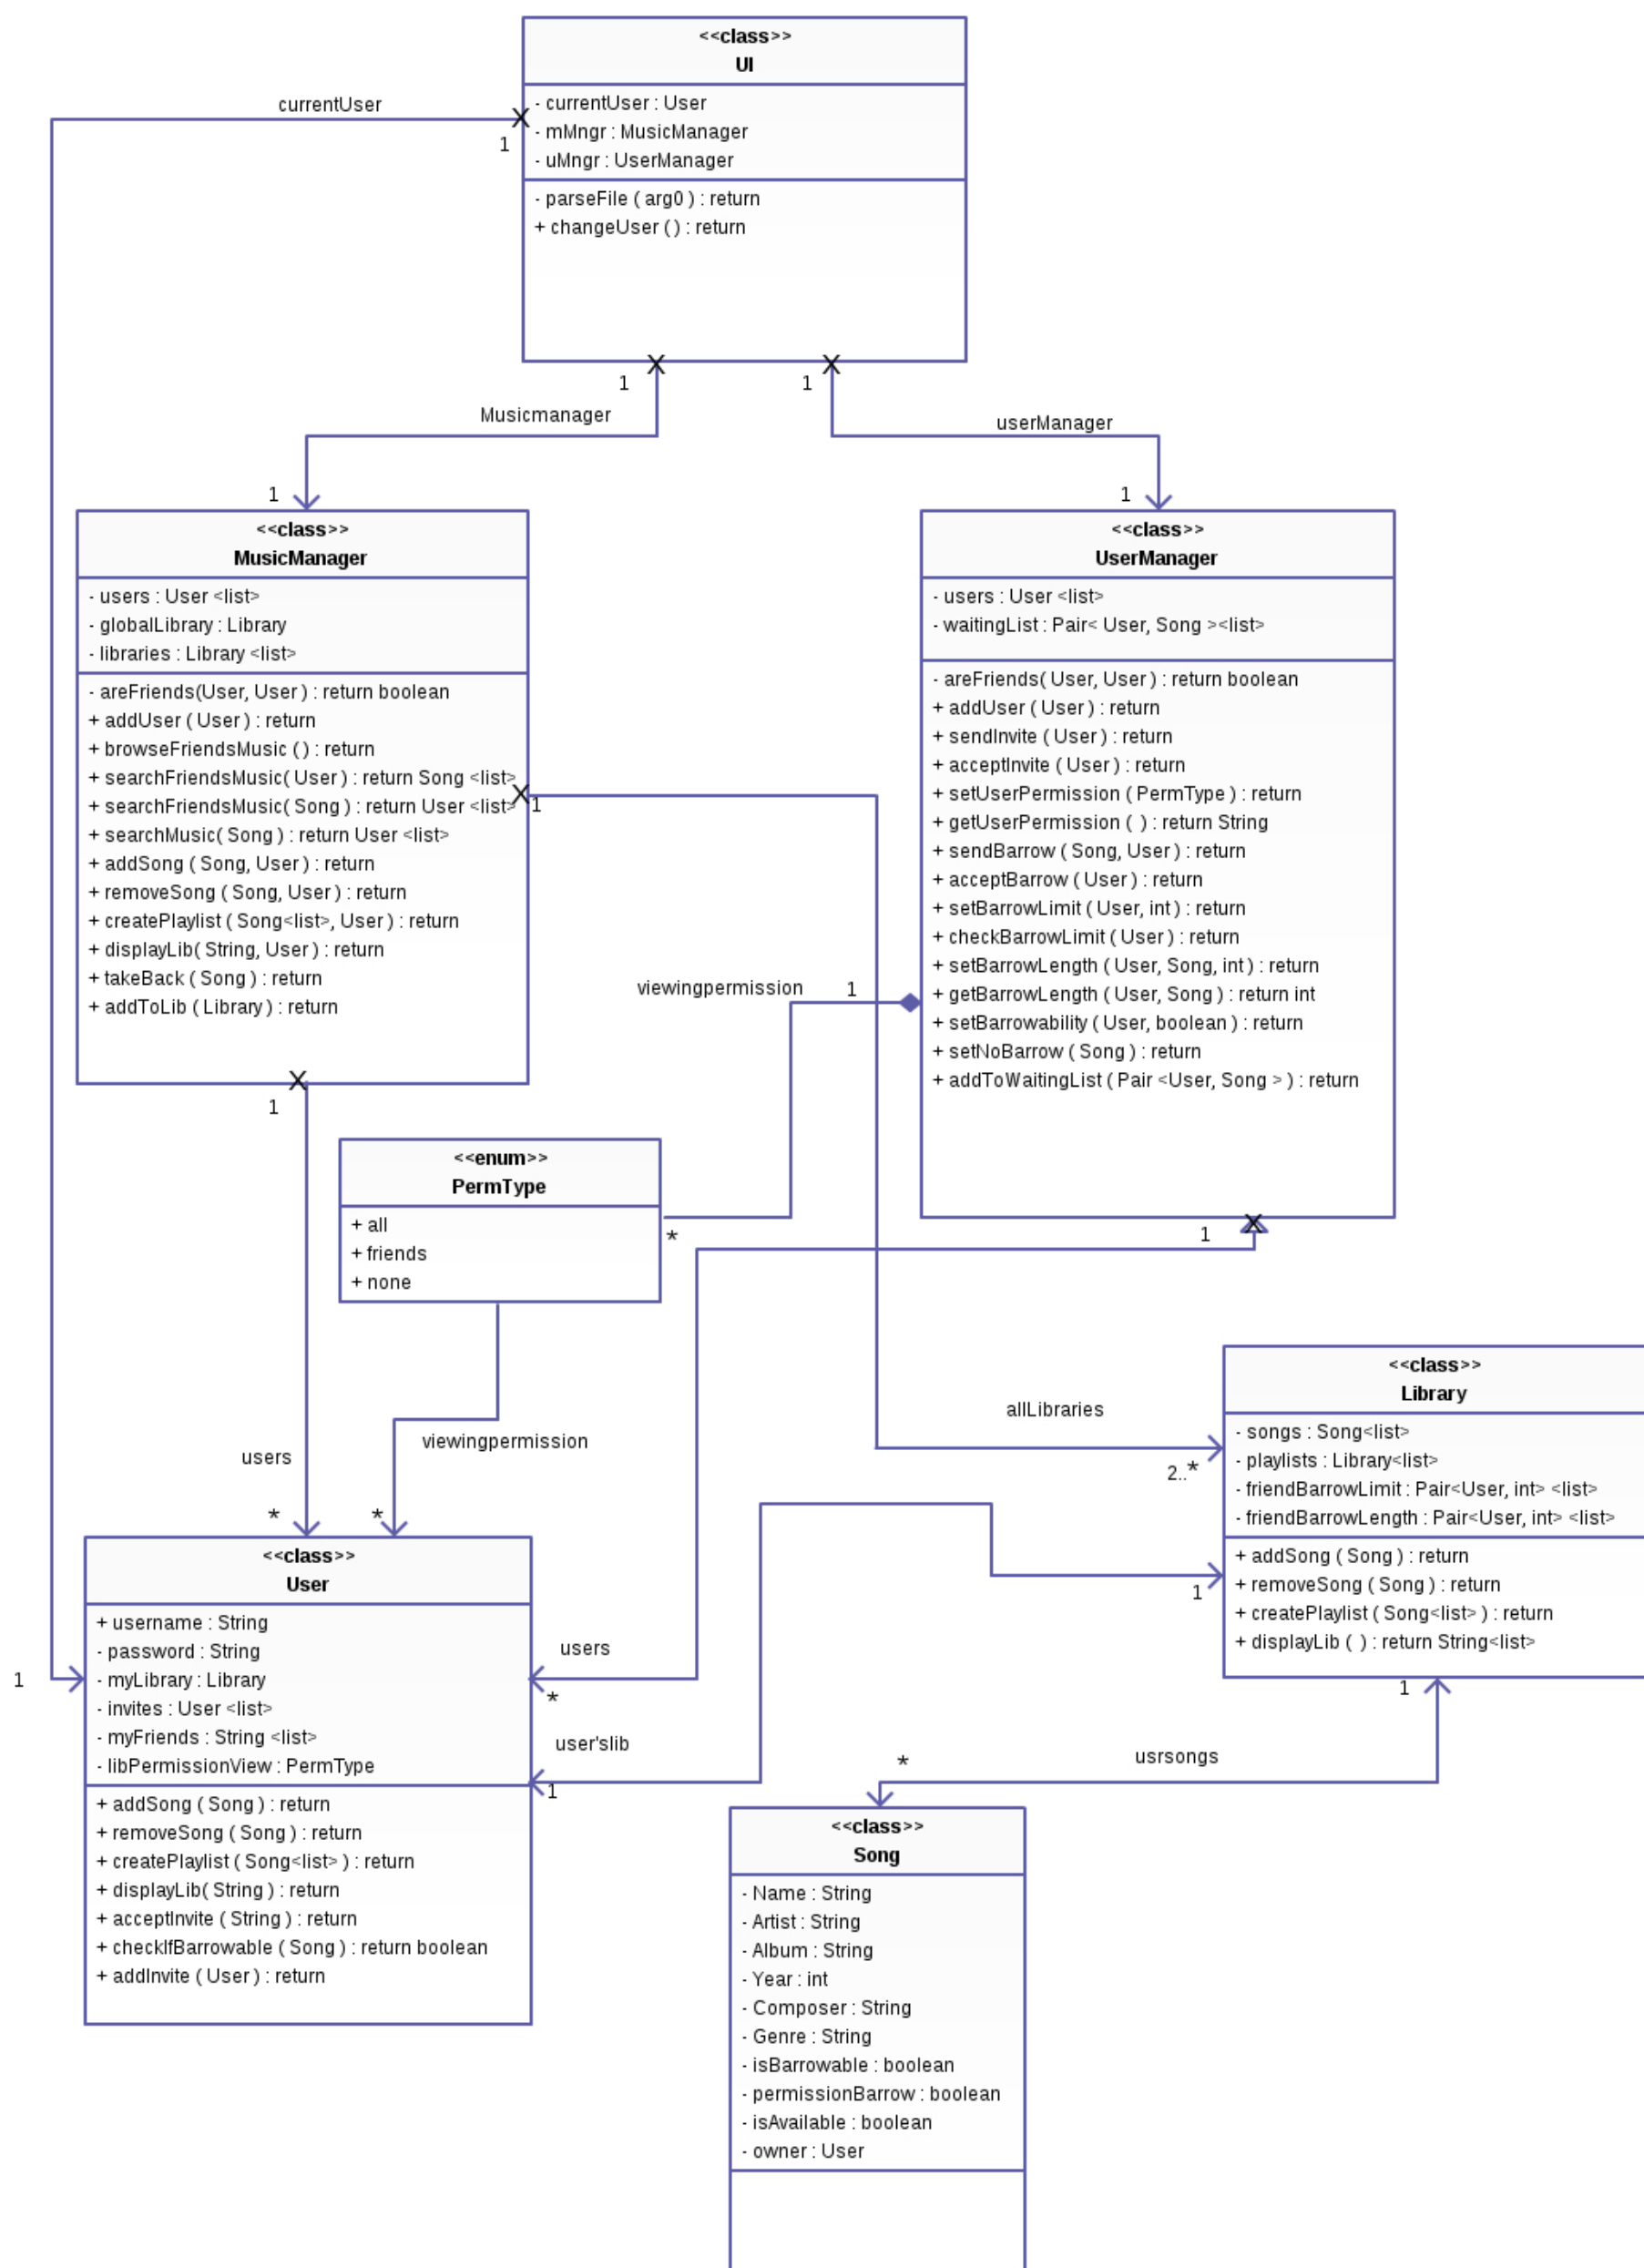 <<class>>
UI
- currentUser : User
- mMngr : MusicManager
- uMngr : UserManager
- parseFile ( arg0 ) : return
+ changeUser ( ) : return
currentUser
1
1
1
Musicmanager
userManager
1
1
<<class>>
MusicManager
- users : User <list>
- globalLibrary : Library
- libraries : Library <list>
- areFriends(User, User ) : return boolean
+ addUser ( User ) : return
+ browseFriendsMusic ( ) : return
+ searchFriendsMusic( User ) : return Song <list>
+ searchFriendsMusic( Song ) : return User <list>
+ searchMusic( Song ) : return User <list>
+ addSong ( Song, User ) : return
+ removeSong ( Song, User ) : return
+ createPlaylist ( Song<list>, User ) : return
+ displayLib( String, User ) : return
+ takeBack ( Song ) : return
+ addToLib ( Library ) : return
1
1
<<class>>
UserManager
- users : User <list>
- waitingList : Pair< User, Song ><list>
- areFriends( User, User ) : return boolean
+ addUser ( User ) : return
+ sendInvite ( User ) : return
+ acceptInvite ( User ) : return
+ setUserPermission ( PermType ) : return
+ getUserPermission ( ) : return String
+ sendBarrow ( Song, User ) : return
+ acceptBarrow ( User ) : return
+ setBarrowLimit ( User, int ) : return
+ checkBarrowLimit ( User ) : return
+ setBarrowLength ( User, Song, int ) : return
+ getBarrowLength ( User, Song ) : return int
+ setBarrowability ( User, boolean ) : return
+ setNoBarrow ( Song ) : return
+ addToWaitingList ( Pair <User, Song > ) : return
viewingpermission
1
<<enum>>
PermType
+ all
+ friends
+ none
*
1
viewingpermission
users
*
*
allLibraries
2..*
<<class>>
Library
- songs : Song<list>
- playlists : Library<list>
- friendBarrowLimit : Pair<User, int> <list>
- friendBarrowLength : Pair<User, int> <list>
+ addSong ( Song ) : return
+ removeSong ( Song ) : return
+ createPlaylist ( Song<list> ) : return
+ displayLib ( ) : return String<list>
1
1
<<class>>
User
+ username : String
- password : String
- myLibrary : Library
- invites : User <list>
- myFriends : String <list>
- libPermissionView : PermType
+ addSong ( Song ) : return
+ removeSong ( Song ) : return
+ createPlaylist ( Song<list> ) : return
+ displayLib( String ) : return
+ acceptInvite ( String ) : return
+ checkIfBarrowable ( Song ) : return boolean
+ addInvite ( User ) : return
1
users
*
user'slib
1
*
usrsongs
<<class>>
Song
- Name : String
- Artist : String
- Album : String
- Year : int
- Composer : String
- Genre : String
- isBarrowable : boolean
- permissionBarrow : boolean
- isAvailable : boolean
- owner : User